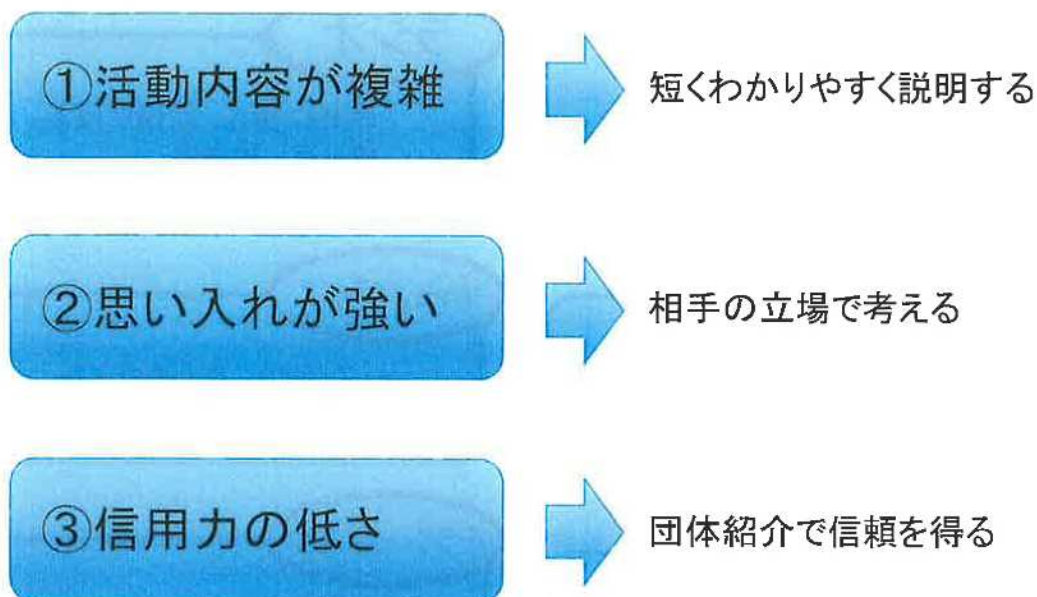 ①活動内容が複雑
短くわかりやすく説明する
②思い入れが強い
相手の立場で考える
③信用力の低さ
団体紹介で信頼を得る